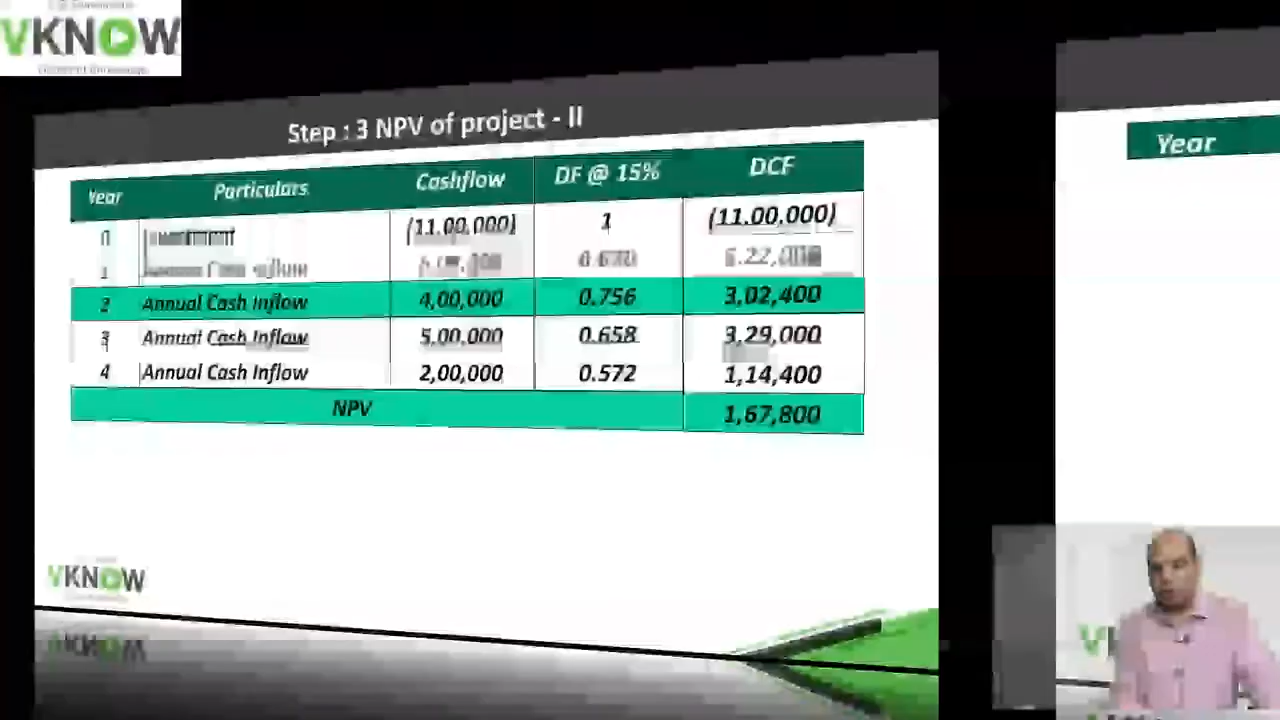 VKNOW
Step : 3 NPV of project - II
Year Particulars Cashflow DF @ 15% DCF
0 (11,00,000) 1 (11,00,000)
2 Annual Cash Inflow 4,00,000 0.756 3,02,400
3 Annual Cash Inflow 5,00,000 0.658 3,29,000
4 Annual Cash Inflow 2,00,000 0.572 1,14,400
NPV 1,67,800
Year
VKNOW